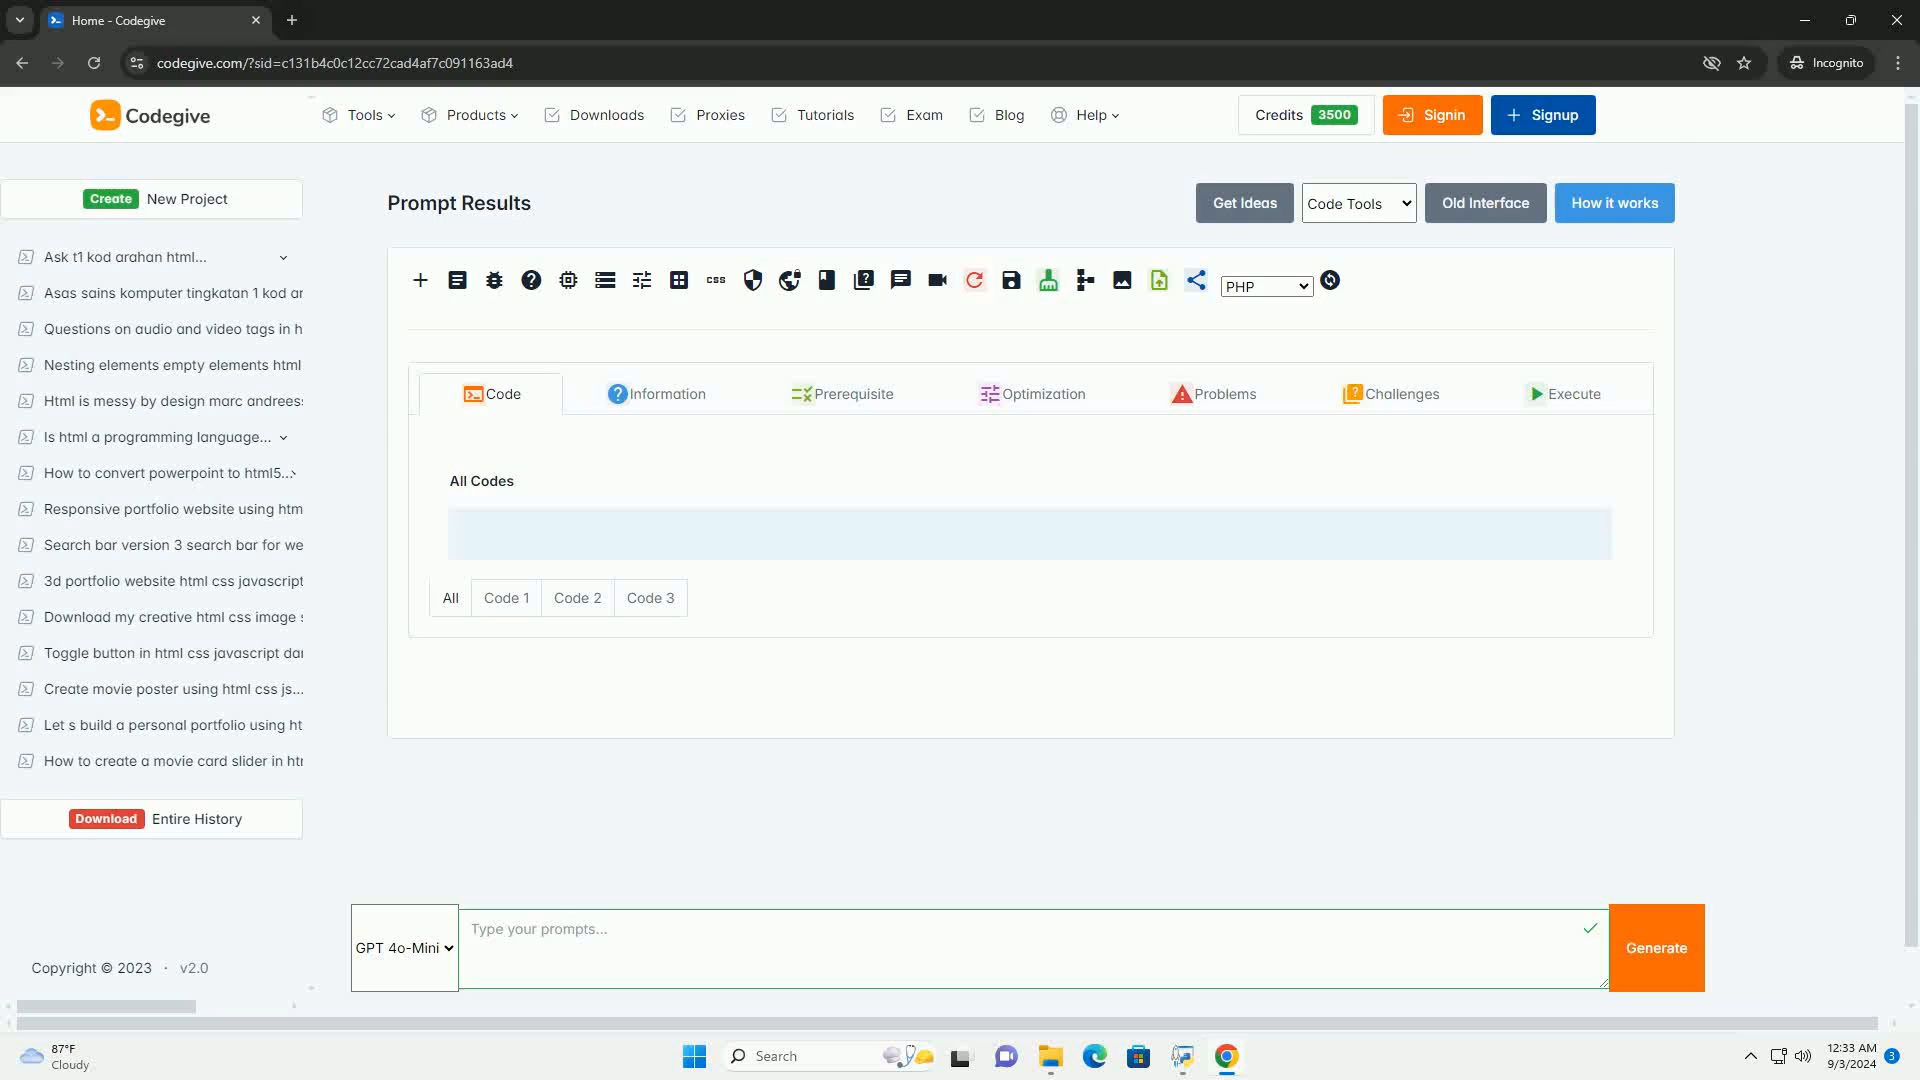 Home - Codegive
codegive.com/?sid=c131b4c0c12cc72cad4af7c091163ad4
Incognito
Codegive
Tools
Products
Downloads
Proxies
Tutorials
Exam
Blog
Help
Credits 3500
Signin
Signup
Create New Project
Ask t1 kod arahan html...
Asas sains komputer tingkatan 1 kod ar
Questions on audio and video tags in h
Nesting elements empty elements html
Html is messy by design marc andrees
Is html a programming language...
How to convert powerpoint to html5...
Responsive portfolio website using htm
Search bar version 3 search bar for we
3d portfolio website html css javascript
Download my creative html css image s
Toggle button in html css javascript dar
Create movie poster using html css js...
Let s build a personal portfolio using ht
How to create a movie card slider in htr
Download Entire History
Copyright © 2023 · v2.0
Prompt Results
Get Ideas
Code Tools
Old Interface
How it works
css
PHP
Code
Information
Prerequisite
Optimization
Problems
Challenges
Execute
All Codes
All
Code 1
Code 2
Code 3
GPT 4o-Mini
Type your prompts...
Generate
87°F
Cloudy
Search
12:33 AM
9/3/2024
3